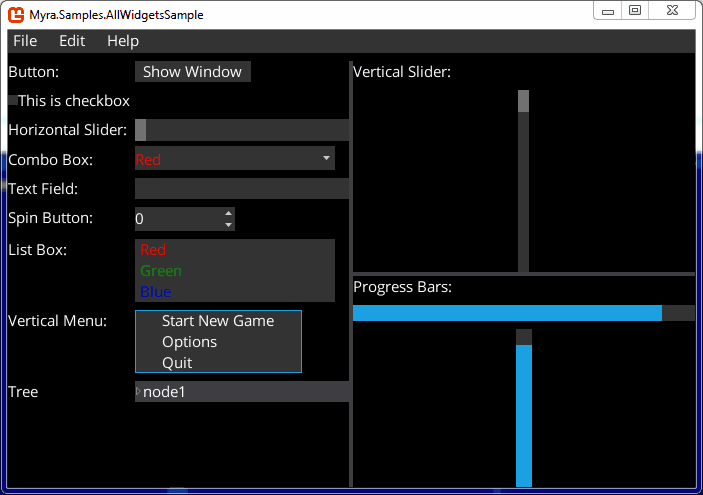 Myra.Samples.AllWidgetsSample
File Edit Help
Button: Show Window
This is checkbox
Horizontal Slider:
Combo Box: Red
Text Field:
Spin Button: 0
List Box: Red
Green
Blue
Vertical Menu: Start New Game
Options
Quit
Tree node1
Vertical Slider:
Progress Bars: